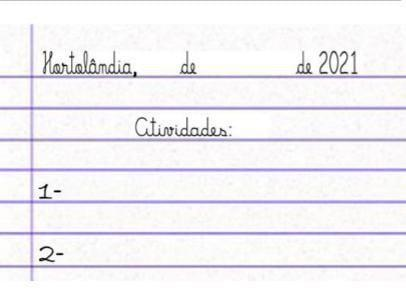 Hortolândia, de de 2021
Atividades:
1-
2-